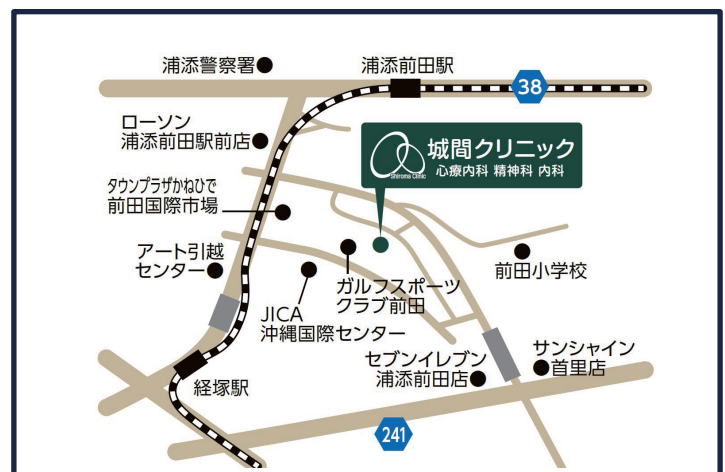 浦添警察署
浦添前田駅
38
ローソン
浦添前田駅前店
城間クリニック
心療内科 精神科 内科
Shiroma Clinic
タウンプラザかねひで
前田国際市場
アート引越
センター
JICA
沖縄国際センター
ガルフスポーツ
クラブ前田
前田小学校
経塚駅
セブンイレブン
浦添前田店
サンシャイン
首里店
241